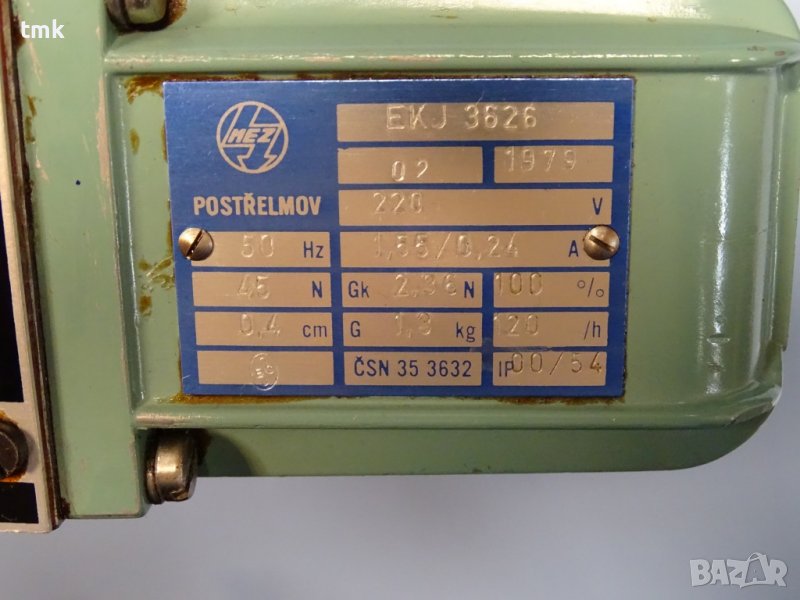 tmk
MEZ
POSTŘELMOV
EKJ 3626
02 1979
220 V
50 Hz 1,55/0,24 A
45 N Gk 2,36 N 100 %
0,4 cm G 1,3 kg 120 /h
ČSN 35 3632 IP 00/54
BAZAR